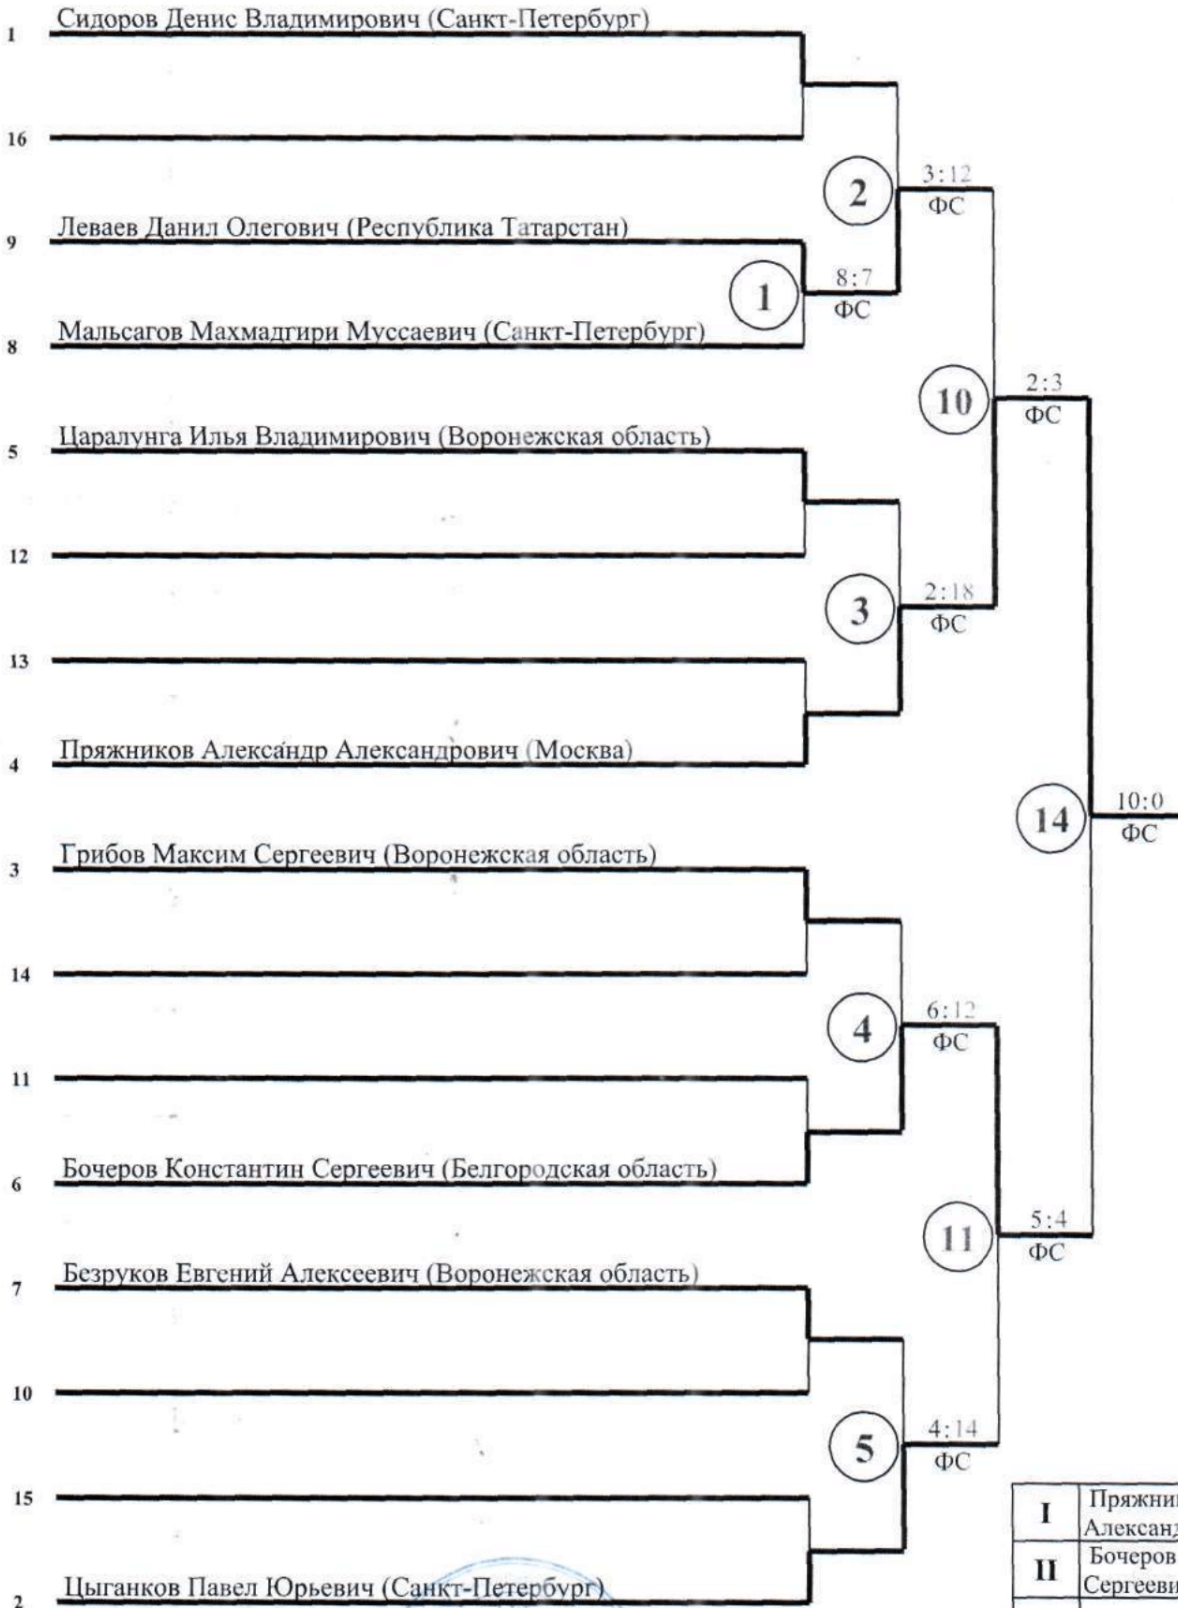 Сидоров Денис Владимирович (Санкт-Петербург)
1
16
2
3:12
ФС
Леваев Данил Олегович (Республика Татарстан)
9
1
8:7
ФС
Мальсагов Махмадгири Муссаевич (Санкт-Петербург)
8
10
2:3
ФС
Царалунга Илья Владимирович (Воронежская область)
5
12
3
2:18
ФС
13
Пряжников Александр Александрович (Москва)
4
14
10:0
ФС
Грибов Максим Сергеевич (Воронежская область)
3
14
4
6:12
ФС
11
Бочеров Константин Сергеевич (Белгородская область)
6
11
5:4
ФС
Безруков Евгений Алексеевич (Воронежская область)
7
10
5
4:14
ФС
15
Цыганков Павел Юрьевич (Санкт-Петербург)
2
I
II
Бочеров